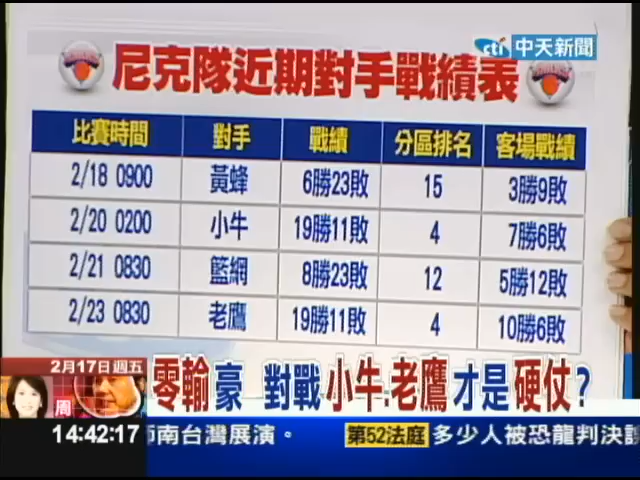 cti 中天新聞
尼克隊近期對手戰績表
比賽時間 對手 戰績 分區排名 客場戰績
2/18 0900 黃蜂 6勝23敗 15 3勝9敗
2/20 0200 小牛 19勝11敗 4 7勝6敗
2/21 0830 籃網 8勝23敗 12 5勝12敗
2/23 0830 老鷹 19勝11敗 4 10勝6敗
2月17日週五
周
零輸豪 對戰小牛.老鷹才是硬仗?
14:42:17 南台灣展演。 第52法庭 多少人被恐龍判決